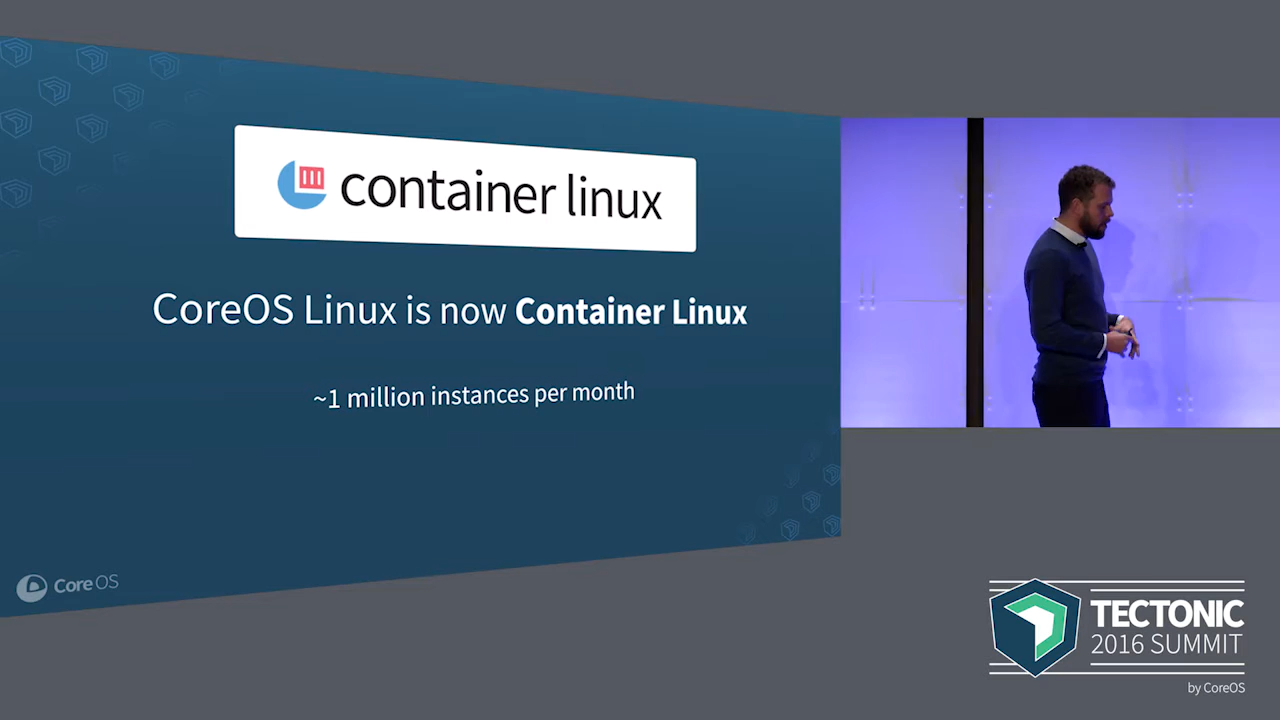 container linux
CoreOS Linux is now Container Linux
~1 million instances per month
CoreOS
TECTONIC
2016 SUMMIT
by CoreOS